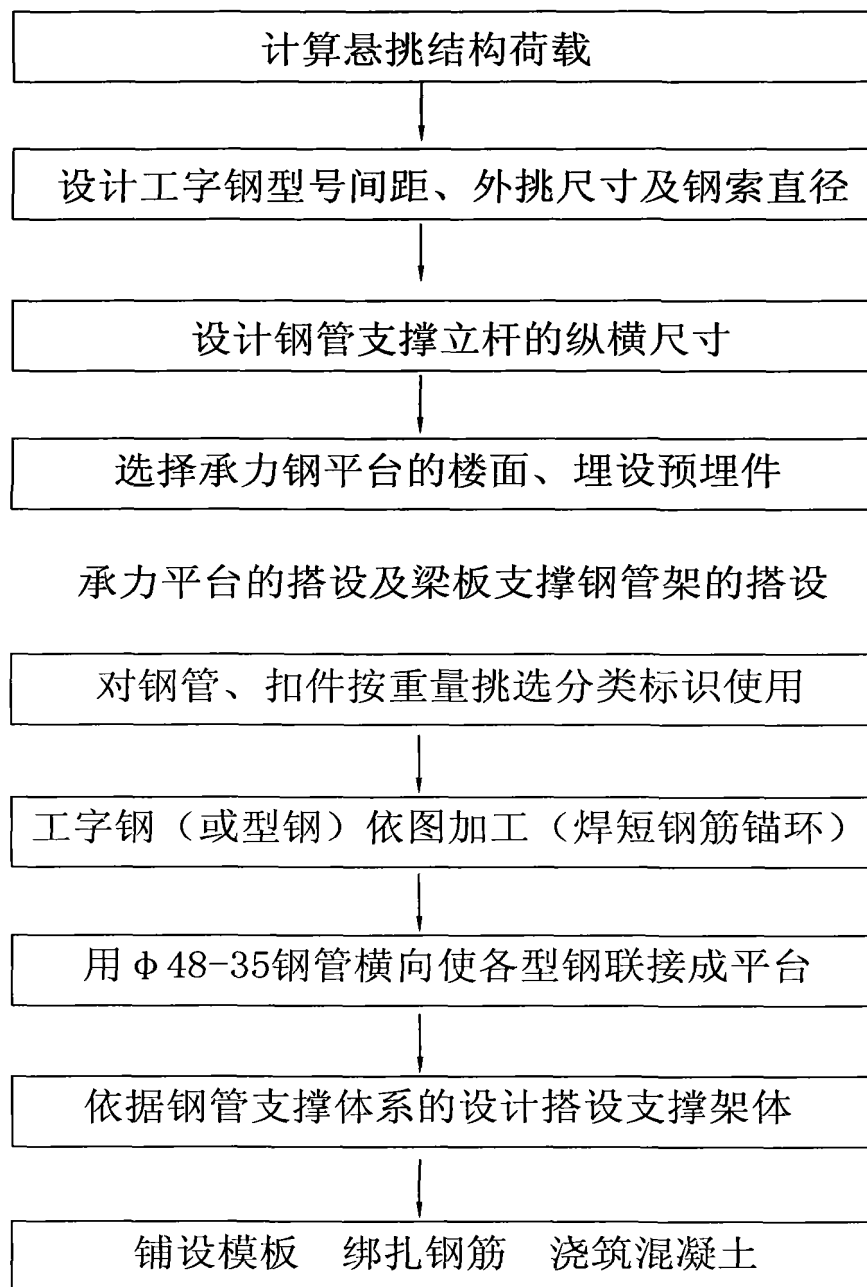 计算悬挑结构荷载
设计工字钢型号间距、外挑尺寸及钢索直径
设计钢管支撑立杆的纵横尺寸
选择承力钢平台的楼面、埋设预埋件
承力平台的搭设及梁板支撑钢管架的搭设
对钢管、扣件按重量挑选分类标识使用
工字钢（或型钢）依图加工（焊短钢筋锚环）
用φ48-35钢管横向使各型钢联接成平台
依据钢管支撑体系的设计搭设支撑架体
铺设模板 绑扎钢筋 浇筑混凝土